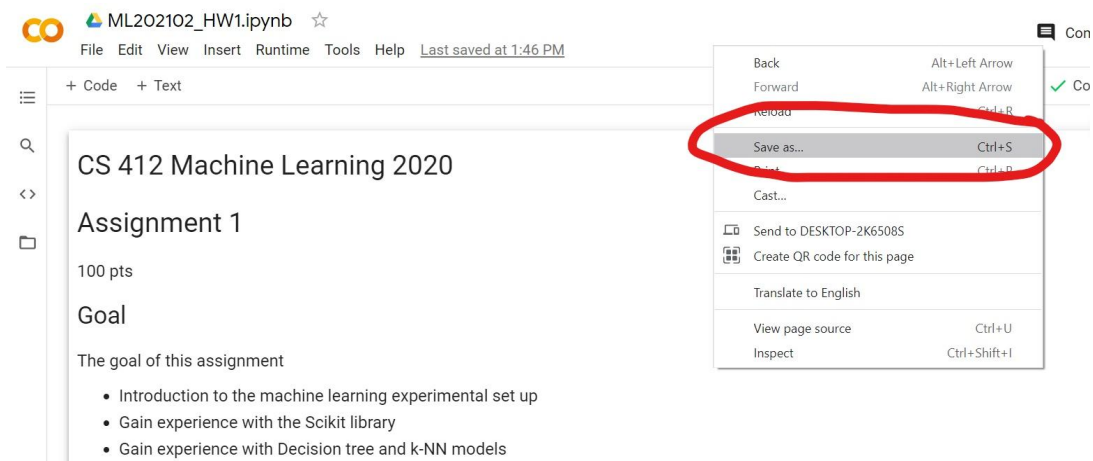 ML202102_HW1.ipynb
File Edit View Insert Runtime Tools Help Last saved at 1:46 PM
+ Code + Text
CS 412 Machine Learning 2020
Assignment 1
100 pts
Goal
The goal of this assignment
• Introduction to the machine learning experimental set up
• Gain experience with the Scikit library
• Gain experience with Decision tree and k-NN models
Back Alt+Left Arrow
Forward Alt+Right Arrow
Reload Ctrl+R
Save as... Ctrl+S
Print... Ctrl+P
Cast...
Send to DESKTOP-2K6508S
Create QR code for this page
Translate to English
View page source Ctrl+U
Inspect Ctrl+Shift+I
Com
Co